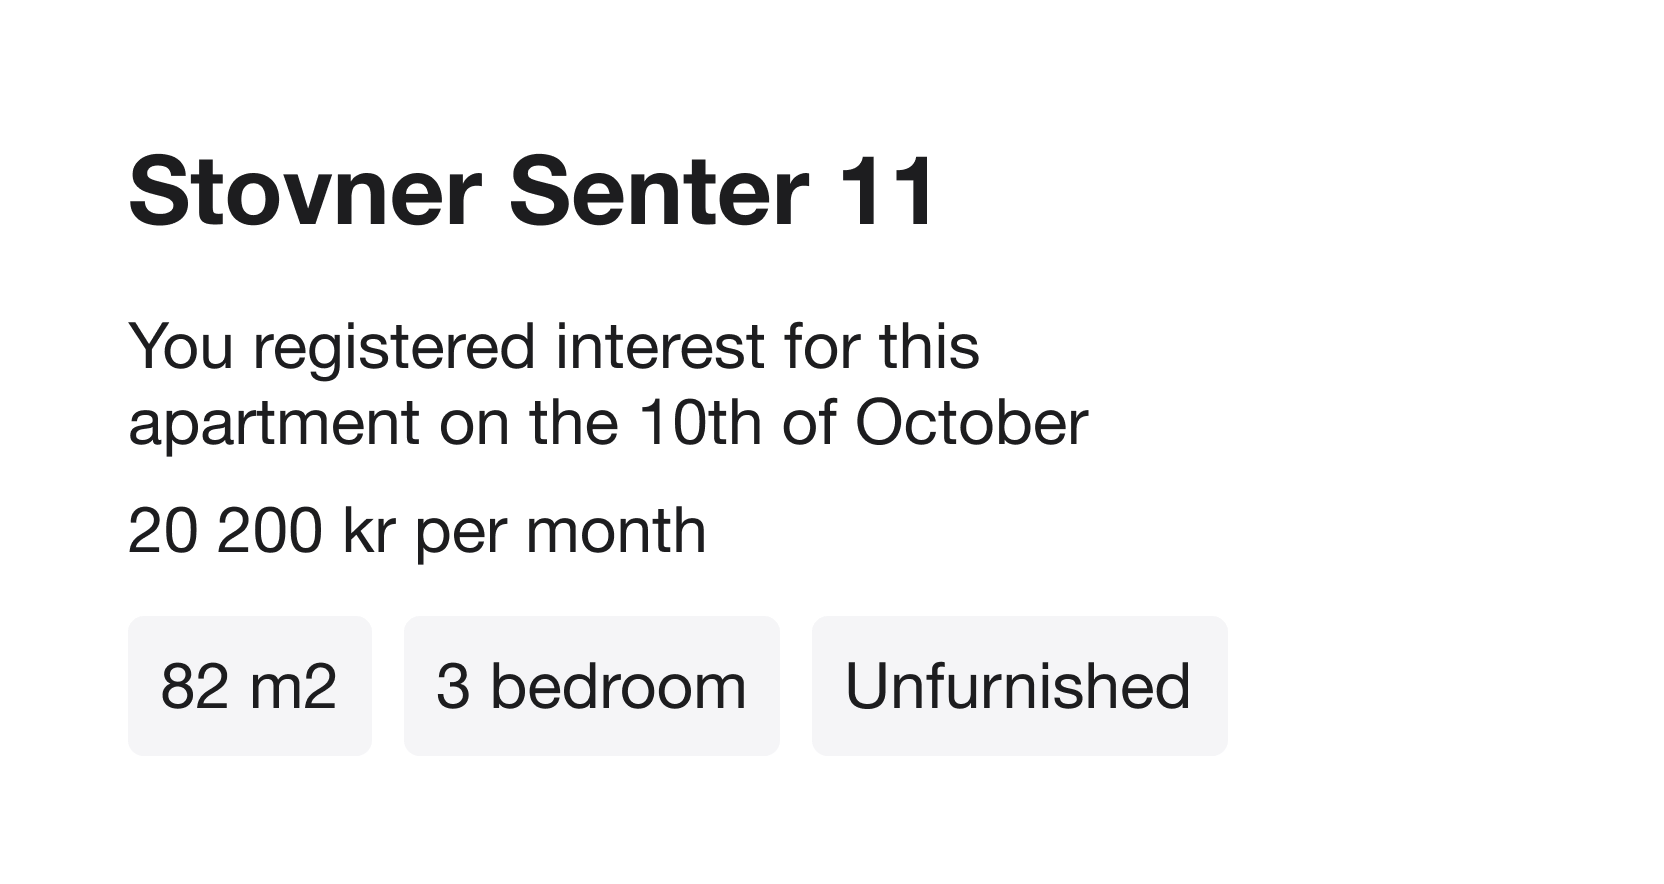 Stovner Senter 11
You registered interest for this
apartment on the 10th of October
20 200 kr per month
82 m2
3 bedroom
Unfurnished